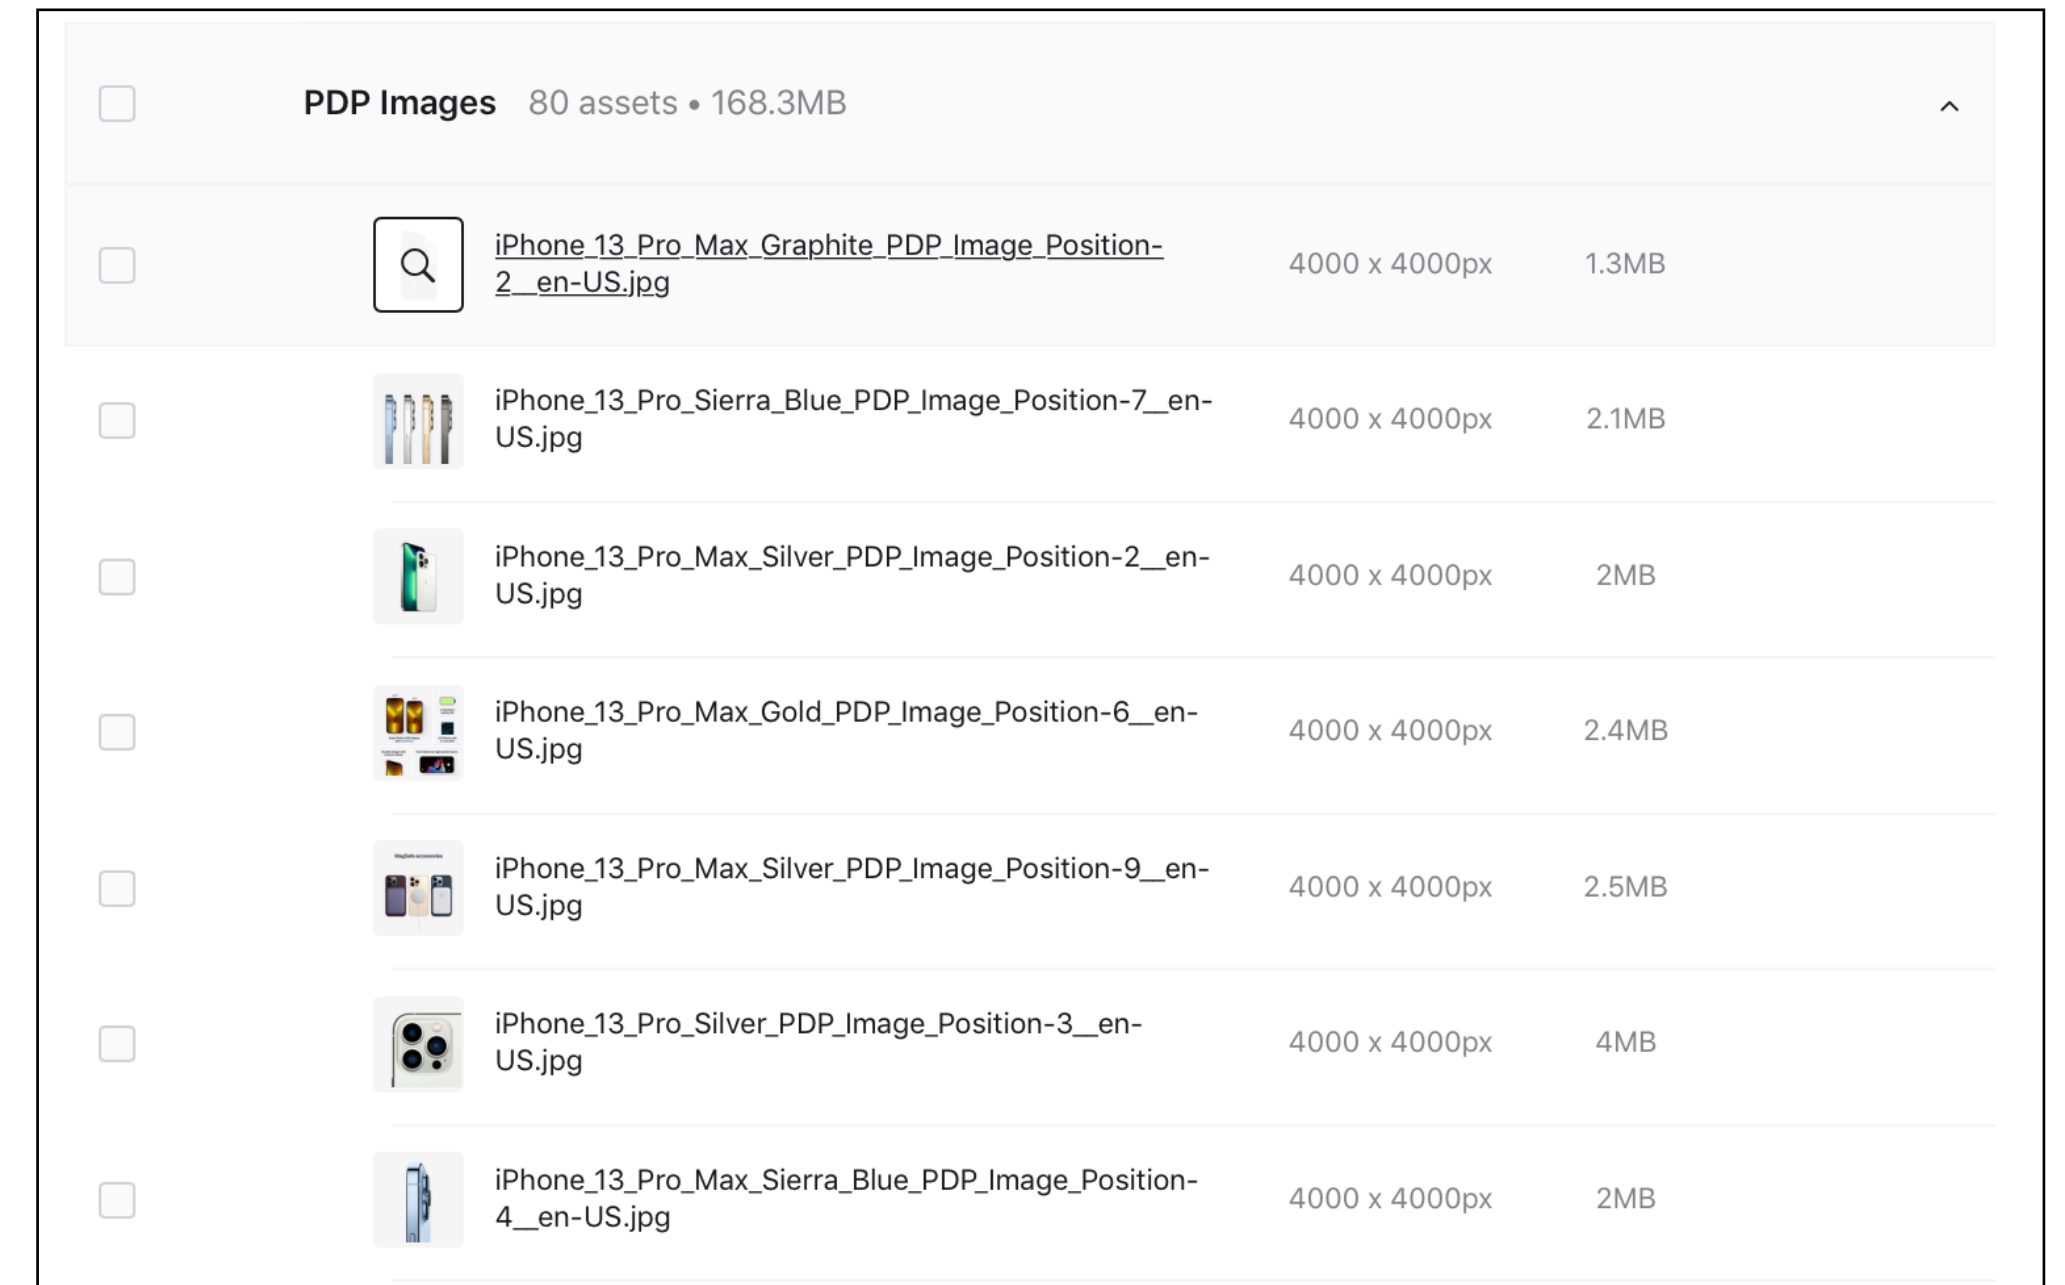 PDP Images 80 assets • 168.3MB
iPhone_13_Pro_Max_Graphite_PDP_Image_Position-
2__en-US.jpg
4000 x 4000px
1.3MB
iPhone_13_Pro_Sierra_Blue_PDP_Image_Position-7__en-
US.jpg
4000 x 4000px
2.1MB
iPhone_13_Pro_Max_Silver_PDP_Image_Position-2__en-
US.jpg
4000 x 4000px
2MB
iPhone_13_Pro_Max_Gold_PDP_Image_Position-6__en-
US.jpg
4000 x 4000px
2.4MB
MagSafe accessories
iPhone_13_Pro_Max_Silver_PDP_Image_Position-9__en-
US.jpg
4000 x 4000px
2.5MB
iPhone_13_Pro_Silver_PDP_Image_Position-3__en-
US.jpg
4000 x 4000px
4MB
iPhone_13_Pro_Max_Sierra_Blue_PDP_Image_Position-
4__en-US.jpg
4000 x 4000px
2MB